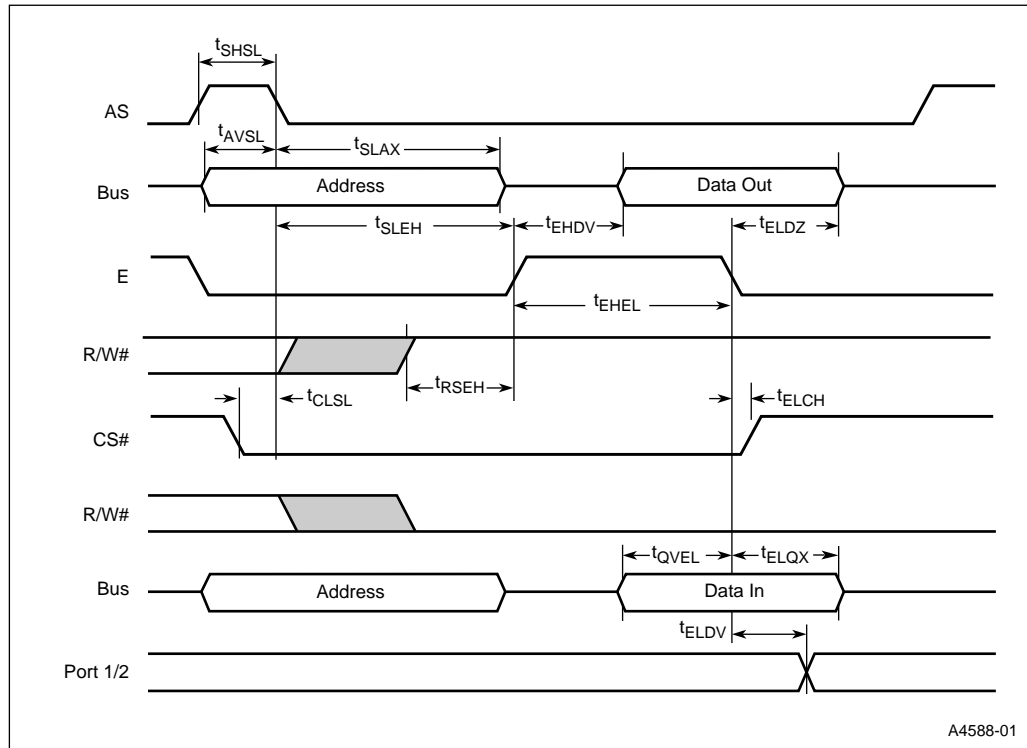 tSHSL
AS
tAVSL
tSLAX
Bus
Address
Data Out
tSLEH
tEHDV
tELDZ
E
tEHEL
R/W#
tCLSL
tRSEH
tELCH
CS#
R/W#
tQVEL
tELQX
Bus
Address
Data In
tELDV
Port 1/2
A4588-01